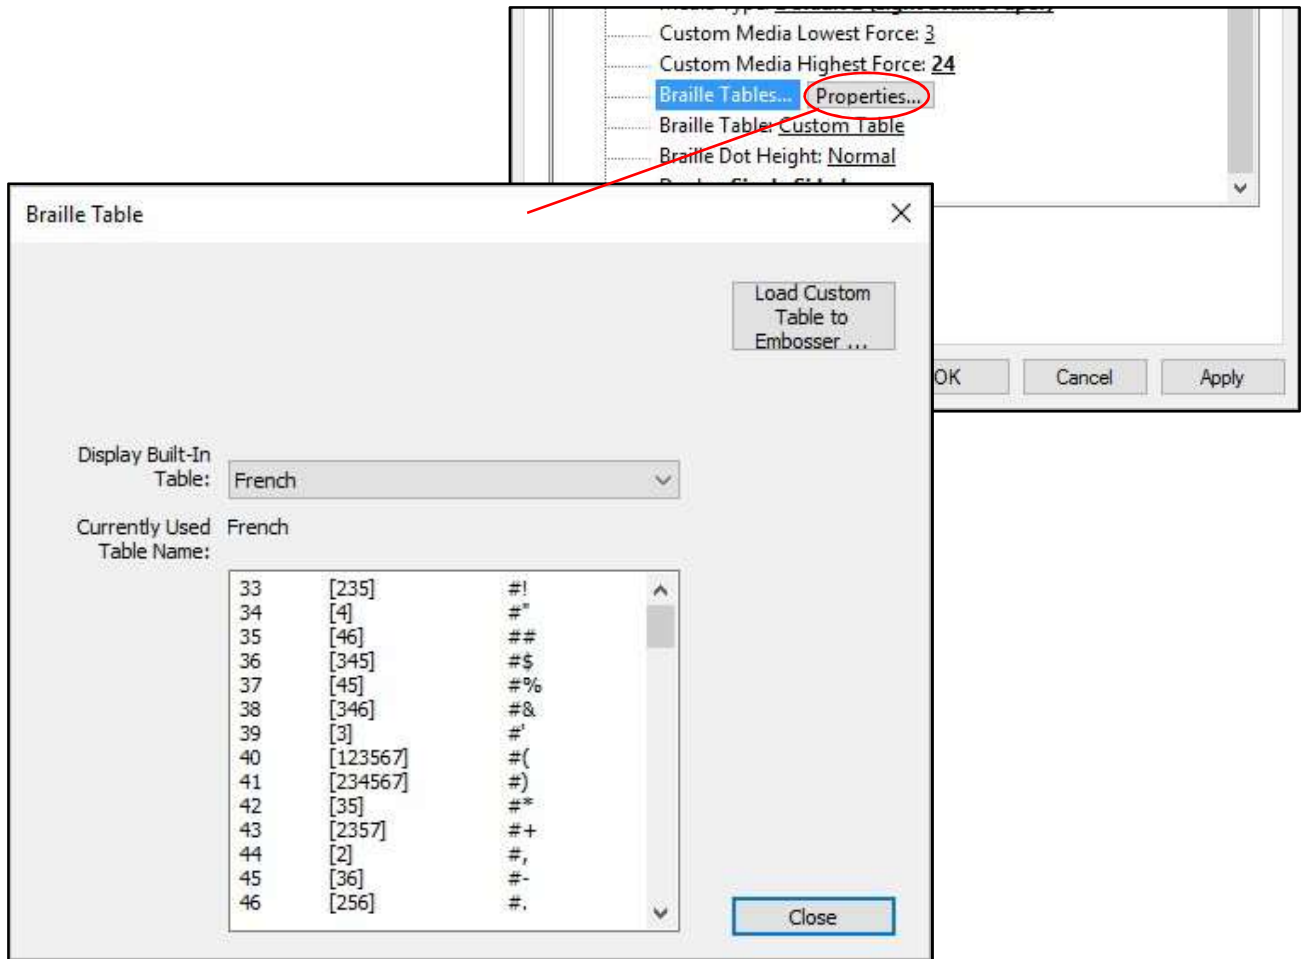 Custom Media Lowest Force: 3
Custom Media Highest Force: 24
Braille Tables... Properties...
Braille Table: Custom Table
Braille Dot Height: Normal
OK Cancel Apply
Braille Table
Load Custom
Table to
Embosser ...
Display Built-In
Table: French
Currently Used French
Table Name:
33 [235] #!
34 [4] #"
35 [46] ##
36 [345] #$
37 [45] #%
38 [346] #&
39 [3] #'
40 [123567] #(
41 [234567] #)
42 [35] #*
43 [2357] #+
44 [2] #,
45 [36] #-
46 [256] #.
Close